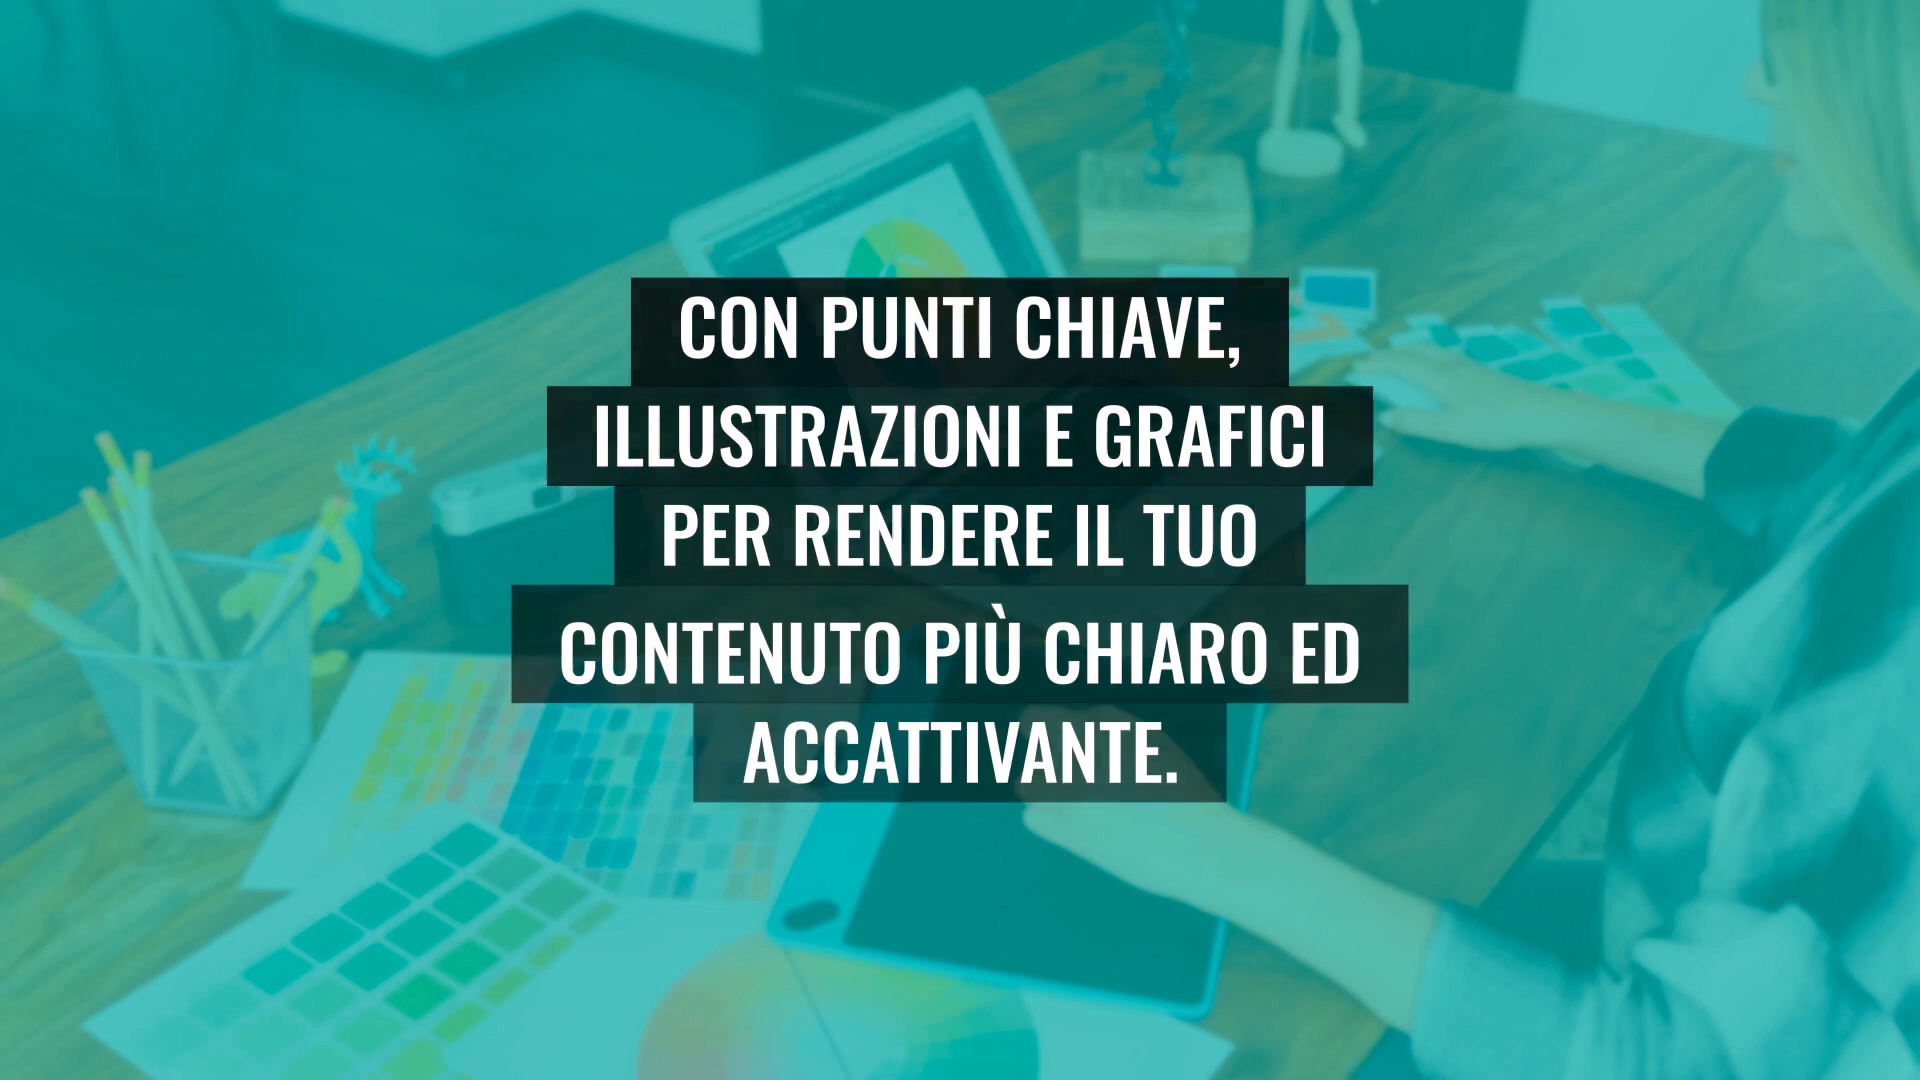 CON PUNTI CHIAVE,
ILLUSTRAZIONI E GRAFICI
PER RENDERE IL TUO
CONTENUTO PIÙ CHIARO ED
ACCATTIVANTE.